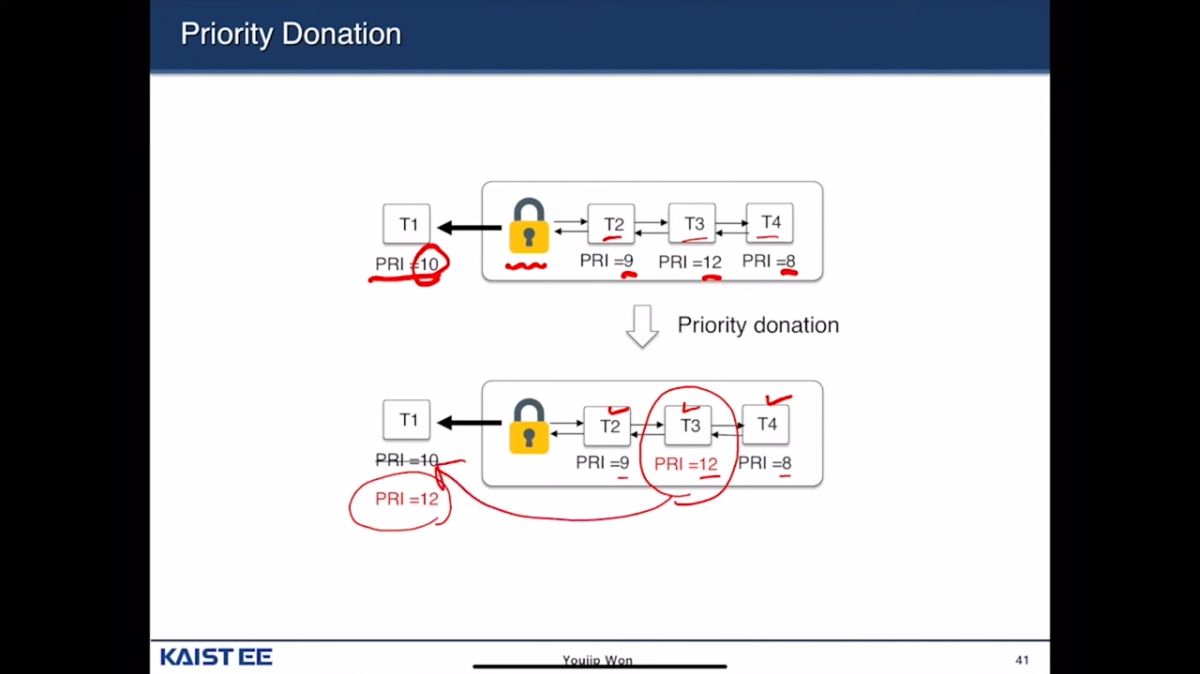 Priority Donation
T1
T2
T3
T4
PRI =10
PRI =9
PRI =12
PRI =8
Priority donation
T1
T2
T3
T4
PRI =10
PRI =9
PRI =12
PRI =8
PRI =12
KAIST EE
Youjip Won
41